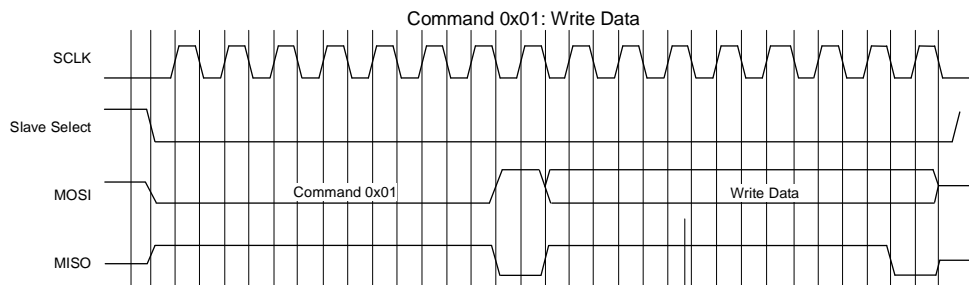 Command 0x01: Write Data
SCLK
Slave Select
MOSI
Command 0x01
Write Data
MISO